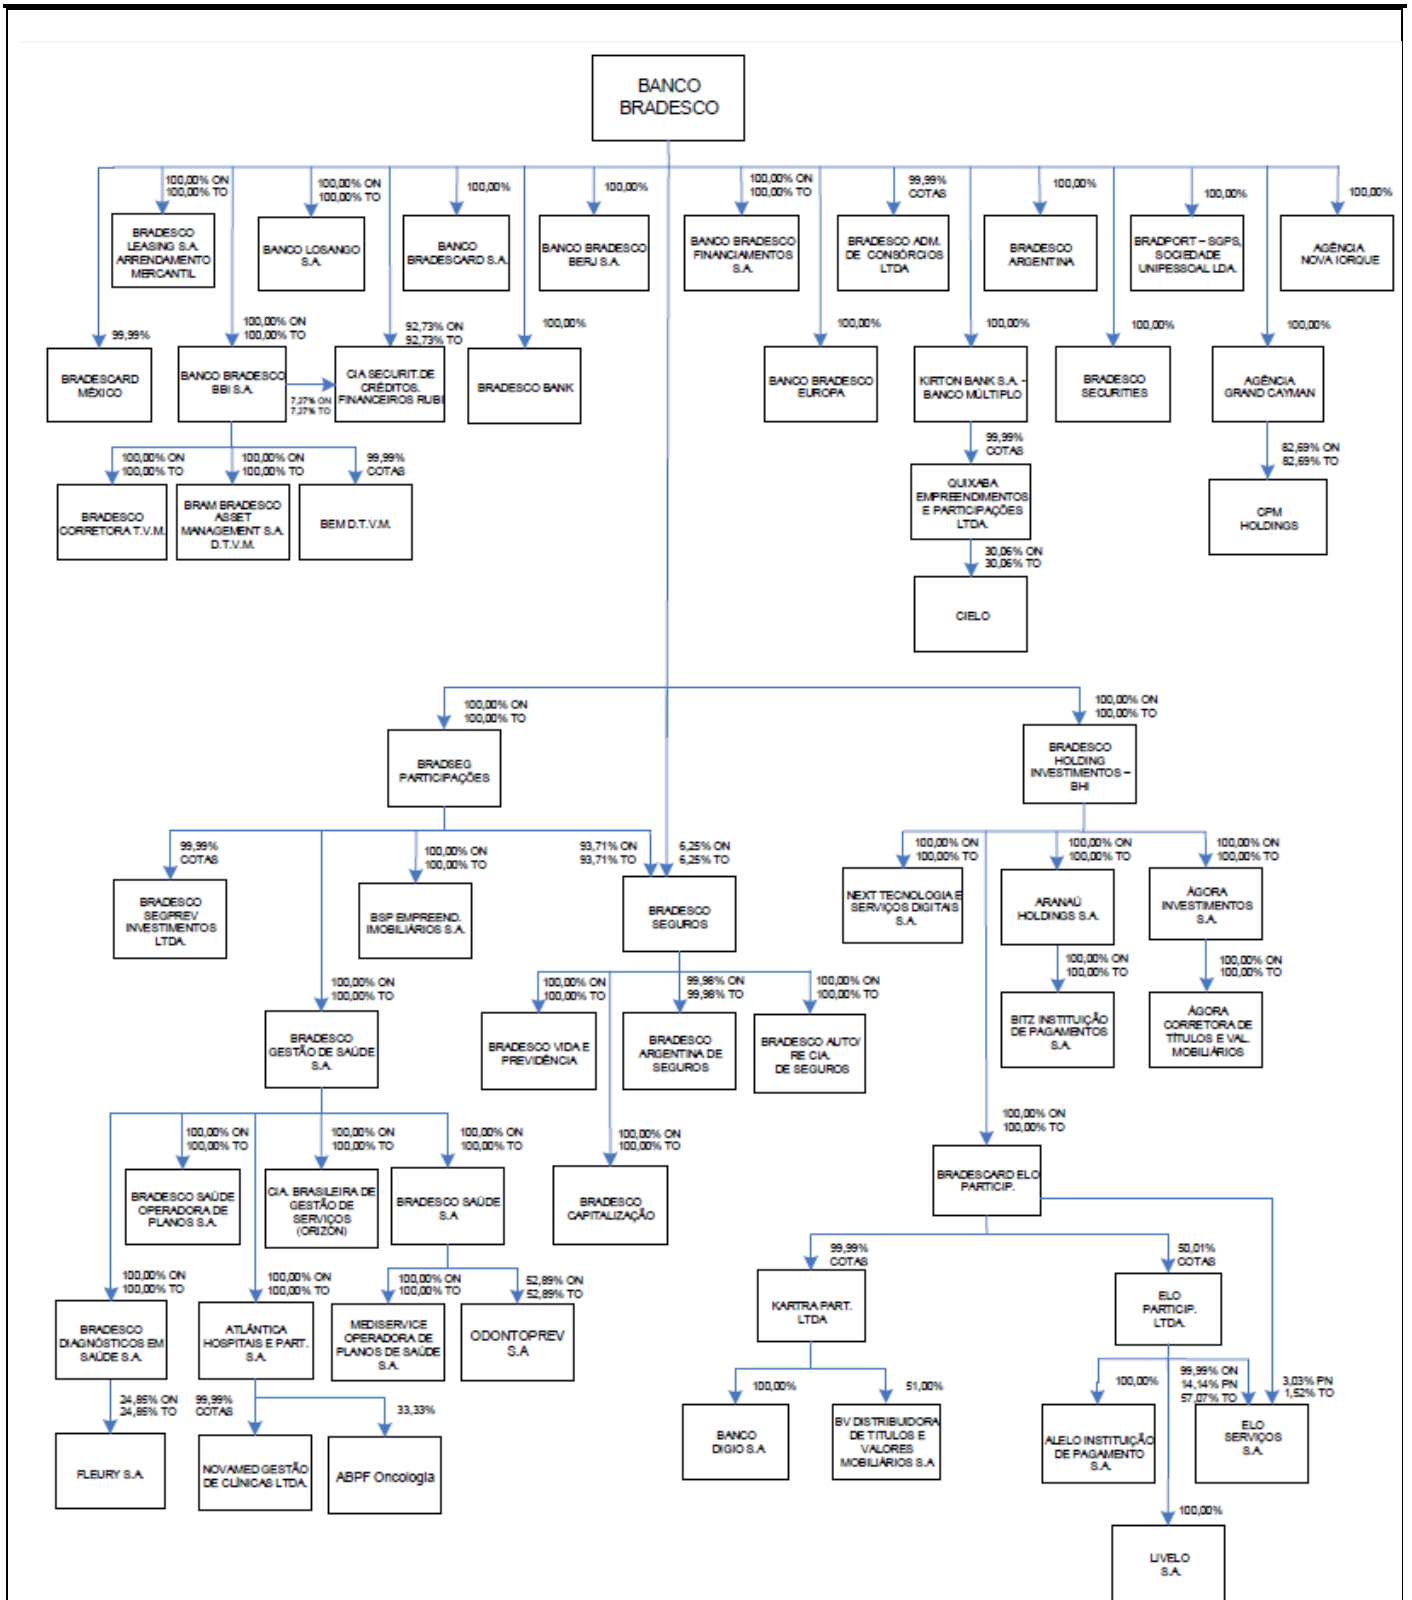 BANCO
BRADESCO
100,00% ON
100,00% TO
BRADESCO
LEASING S.A.
ARRENDAMENTO
MERCANTIL
100,00% ON
100,00% TO
BANCO LOSANGO
S.A.
100,00%
BANCO
BRADESCARD S.A.
100,00%
BANCO BRADESCO
BERJ S.A.
100,00% ON
100,00% TO
BANCO BRADESCO
FINANCIAMENTOS
S.A.
99,99%
COTAS
BRADESCO ADM.
DE CONSÓRCIOS
LTDA.
100,00%
BRADESCO
ARGENTINA
100,00%
BRADPORT – SGPS,
SOCIEDADE
UNIPESSOAL LDA.
100,00%
AGÊNCIA
NOVA IORQUE
99,99%
BRADESCARD
MÉXICO
100,00% ON
100,00% TO
BANCO BRADESCO
BBI S.A.
7,27% ON
7,27% TO
92,73% ON
92,73% TO
CIA SECURIT. DE
CRÉDITOS.
FINANCEIROS RUBI
100,00%
BRADESCO BANK
100,00%
BANCO BRADESCO
EUROPA
100,00%
KIRTON BANK S.A. -
BANCO MÚLTIPLO
100,00%
BRADESCO
SECURITIES
100,00%
AGÊNCIA
GRAND CAYMAN
100,00% ON
100,00% TO
BRADESCO
CORRETORA T.V.M.
100,00% ON
100,00% TO
BRAM BRADESCO
ASSET
MANAGEMENT S.A.
D.T.V.M.
99,99%
COTAS
BEM D.T.V.M.
99,99%
COTAS
QUIXABA
EMPREENDIMENTOS
E PARTICIPAÇÕES
LTDA.
82,69% ON
82,69% TO
CPM
HOLDINGS
30,06% ON
30,06% TO
CIELO
100,00% ON
100,00% TO
BRADSEG
PARTICIPAÇÕES
100,00% ON
100,00% TO
BRADESCO
HOLDING
INVESTIMENTOS –
BHI
99,99%
COTAS
BRADESCO
SEGPREV
INVESTIMENTOS
LTDA.
100,00% ON
100,00% TO
BSP EMPREEND.
IMOBILIÁRIOS S.A.
93,71% ON
93,71% TO
6,25% ON
6,25% TO
BRADESCO
SEGUROS
100,00% ON
100,00% TO
NEXT TECNOLOGIA E
SERVIÇOS DIGITAIS
S.A.
100,00% ON
100,00% TO
ARANAÚ
HOLDINGS S.A.
100,00% ON
100,00% TO
ÁGORA
INVESTIMENTOS
S.A.
100,00% ON
100,00% TO
BRADESCO
GESTÃO DE SAÚDE
S.A.
100,00% ON
100,00% TO
BRADESCO VIDA E
PREVIDÊNCIA
99,98% ON
99,98% TO
BRADESCO
ARGENTINA DE
SEGUROS
100,00% ON
100,00% TO
BRADESCO AUTO/
RE CIA.
DE SEGUROS
100,00% ON
100,00% TO
BITZ INSTITUIÇÃO
DE PAGAMENTOS
S.A.
100,00% ON
100,00% TO
ÁGORA
CORRETORA DE
TÍTULOS E VAL.
MOBILIÁRIOS
100,00% ON
100,00% TO
BRADESCO SAÚDE
OPERADORA DE
PLANOS S.A.
100,00% ON
100,00% TO
CIA. BRASILEIRA DE
GESTÃO DE
SERVIÇOS
(ORIZON)
100,00% ON
100,00% TO
BRADESCO SAÚDE
S.A
100,00% ON
100,00% TO
BRADESCO
CAPITALIZAÇÃO
100,00% ON
100,00% TO
BRADESCARD ELO
PARTICIP.
100,00% ON
100,00% TO
BRADESCO
DIAGNÓSTICOS EM
SAÚDE S.A.
100,00% ON
100,00% TO
ATLÂNTICA
HOSPITAIS E PART.
S.A.
100,00% ON
100,00% TO
MEDISERVICE
OPERADORA DE
PLANOS DE SAÚDE
S.A.
52,89% ON
52,89% TO
ODONTOPREV
S.A
99,99%
COTAS
KARTRA PART.
LTDA
50,01%
COTAS
ELO
PARTICIP.
LTDA.
24,85% ON
24,85% TO
FLEURY S.A.
99,99%
COTAS
NOVAMED GESTÃO
DE CLÍNICAS LTDA.
33,33%
ABPF Oncologia
100,00%
BANCO
DIGIO S.A
51,00%
BV DISTRIBUIDORA
DE TITULOS E
VALORES
MOBILIÁRIOS S.A
100,00%
ALELO INSTITUIÇÃO
DE PAGAMENTO
S.A.
99,99% ON
14,14% PN
57,07% TO
3,03% PN
1,52% TO
ELO
SERVIÇOS
S.A.
100,00%
LIVELO
S.A.